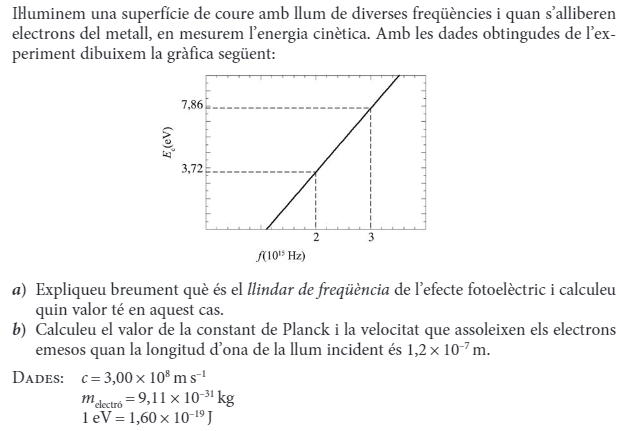 Il·luminem una superfície de coure amb llum de diverses freqüències i quan s'alliberen
electrons del metall, en mesurem l'energia cinètica. Amb les dades obtingudes de l'ex-
periment dibuixem la gràfica següent:
7,86
E_c(eV)
3,72
2 3
f(10¹⁵ Hz)
a) Expliqueu breument què és el llindar de freqüència de l'efecte fotoelèctric i calculeu
quin valor té en aquest cas.
b) Calculeu el valor de la constant de Planck i la velocitat que assoleixen els electrons
emesos quan la longitud d'ona de la llum incident és 1,2 × 10⁻⁷ m.
DADES: c = 3,00 × 10⁸ m s⁻¹
m_electró = 9,11 × 10⁻³¹ kg
1 eV = 1,60 × 10⁻¹⁹ J